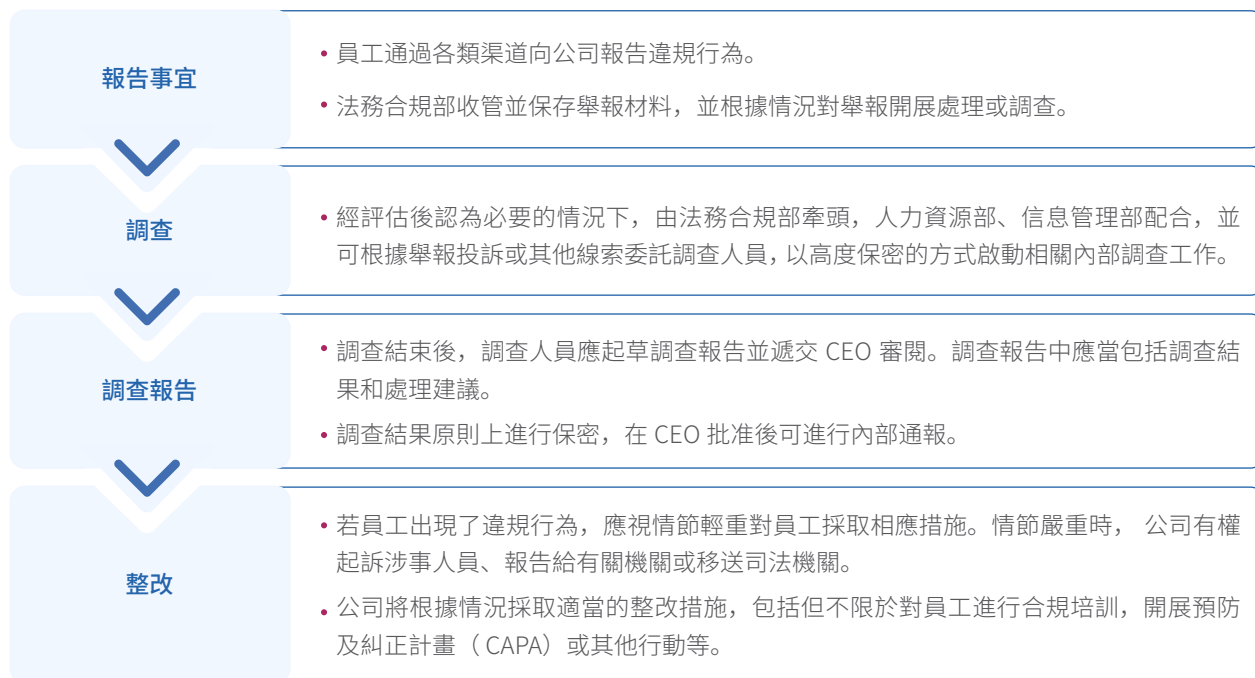 報告事宜
• 員工通過各類渠道向公司報告違規行為。
• 法務合規部收管並保存舉報材料，並根據情況對舉報開展處理或調查。
調查
• 經評估後認為必要的情況下，由法務合規部牽頭，人力資源部、信息管理部配合，並
可根據舉報投訴或其他線索委託調查人員，以高度保密的方式啟動相關內部調查工作。
調查報告
• 調查結束後，調查人員應起草調查報告並遞交 CEO 審閱。調查報告中應當包括調查結
果和處理建議。
• 調查結果原則上進行保密，在 CEO 批准後可進行內部通報。
整改
• 若員工出現了違規行為，應視情節輕重對員工採取相應措施。情節嚴重時， 公司有權
起訴涉事人員、報告給有關機關或移送司法機關。
• 公司將根據情況採取適當的整改措施，包括但不限於對員工進行合規培訓，開展預防
及糾正計畫（ CAPA）或其他行動等。